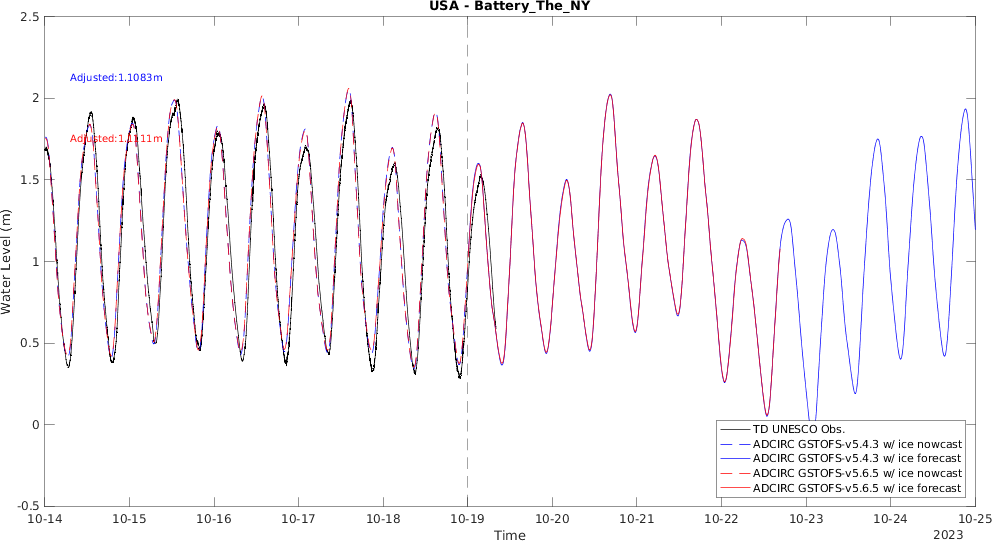 USA - Battery_The_NY
2.5
2
1.5
1
0.5
0
-0.5
Water Level (m)
Adjusted:1.1083m
Adjusted:1.1111m
TD UNESCO Obs.
ADCIRC GSTOFS-v5.4.3 w/ ice nowcast
ADCIRC GSTOFS-v5.4.3 w/ ice forecast
ADCIRC GSTOFS-v5.6.5 w/ ice nowcast
ADCIRC GSTOFS-v5.6.5 w/ ice forecast
10-14 10-15 10-16 10-17 10-18 10-19 10-20 10-21 10-22 10-23 10-24 10-25
Time
2023